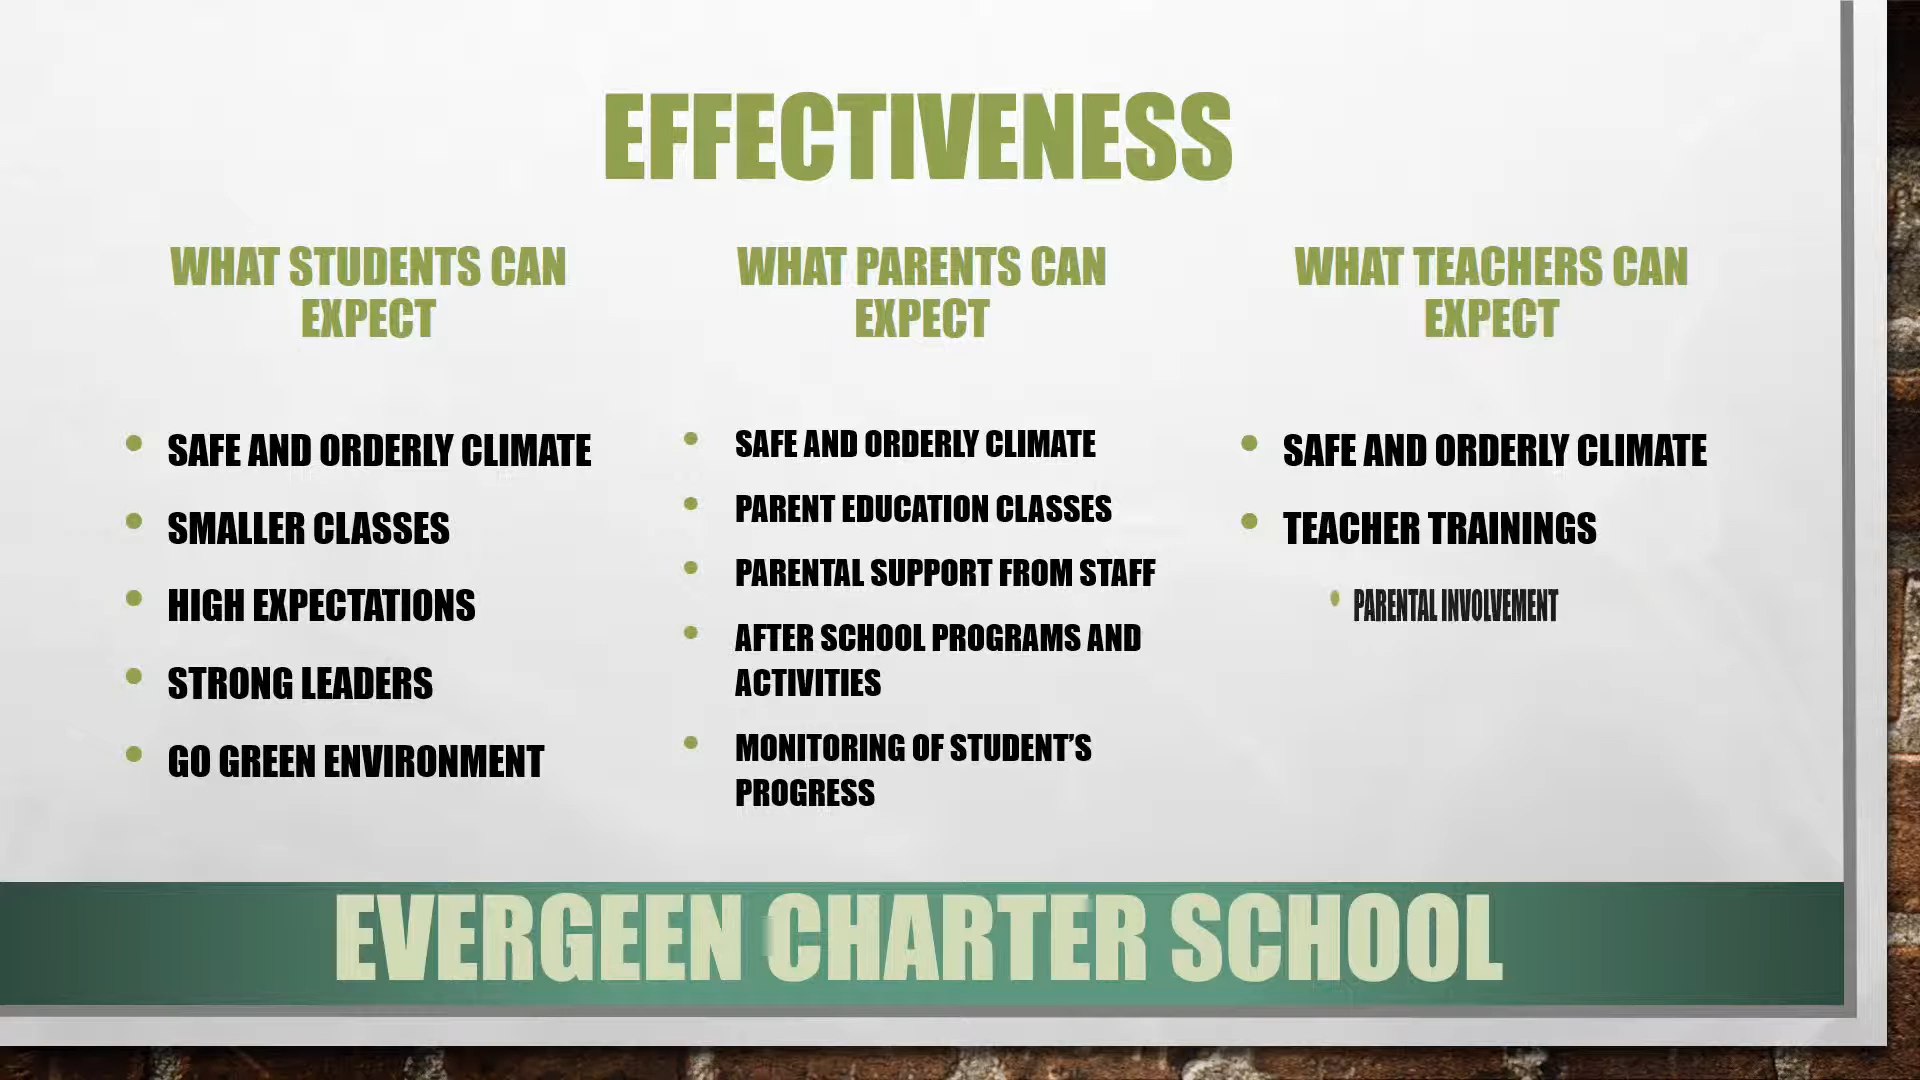 EFFECTIVENESS
WHAT STUDENTS CAN
EXPECT
SAFE AND ORDERLY CLIMATE
SMALLER CLASSES
HIGH EXPECTATIONS
STRONG LEADERS
GO GREEN ENVIRONMENT
WHAT PARENTS CAN
EXPECT
SAFE AND ORDERLY CLIMATE
PARENT EDUCATION CLASSES
PARENTAL SUPPORT FROM STAFF
AFTER SCHOOL PROGRAMS AND
ACTIVITIES
MONITORING OF STUDENT’S
PROGRESS
WHAT TEACHERS CAN
EXPECT
SAFE AND ORDERLY CLIMATE
TEACHER TRAININGS
PARENTAL INVOLVEMENT
EVERGEEN CHARTER SCHOOL